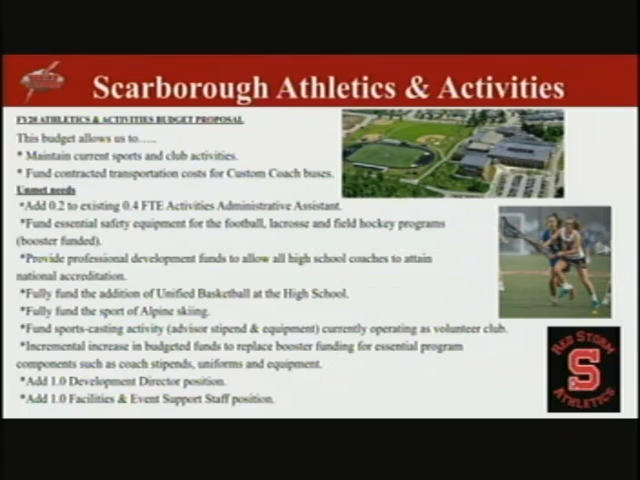 Scarborough Athletics & Activities
FY20 ATHLETICS & ACTIVITIES BUDGET PROPOSAL
This budget allows us to.....
* Maintain current sports and club activities.
* Fund contracted transportation costs for Custom Coach buses.
Unmet needs
*Add 0.2 to existing 0.4 FTE Activities Administrative Assistant.
*Fund essential safety equipment for the football, lacrosse and field hockey programs
(booster funded).
*Provide professional development funds to allow all high school coaches to attain
national accreditation.
*Fully fund the addition of Unified Basketball at the High School.
*Fully fund the sport of Alpine skiing.
*Fund sports-casting activity (advisor stipend & equipment) currently operating as volunteer club.
*Incremental increase in budgeted funds to replace booster funding for essential program
components such as coach stipends, uniforms and equipment.
*Add 1.0 Development Director position.
*Add 1.0 Facilities & Event Support Staff position.
RED STORM
S
ATHLETICS